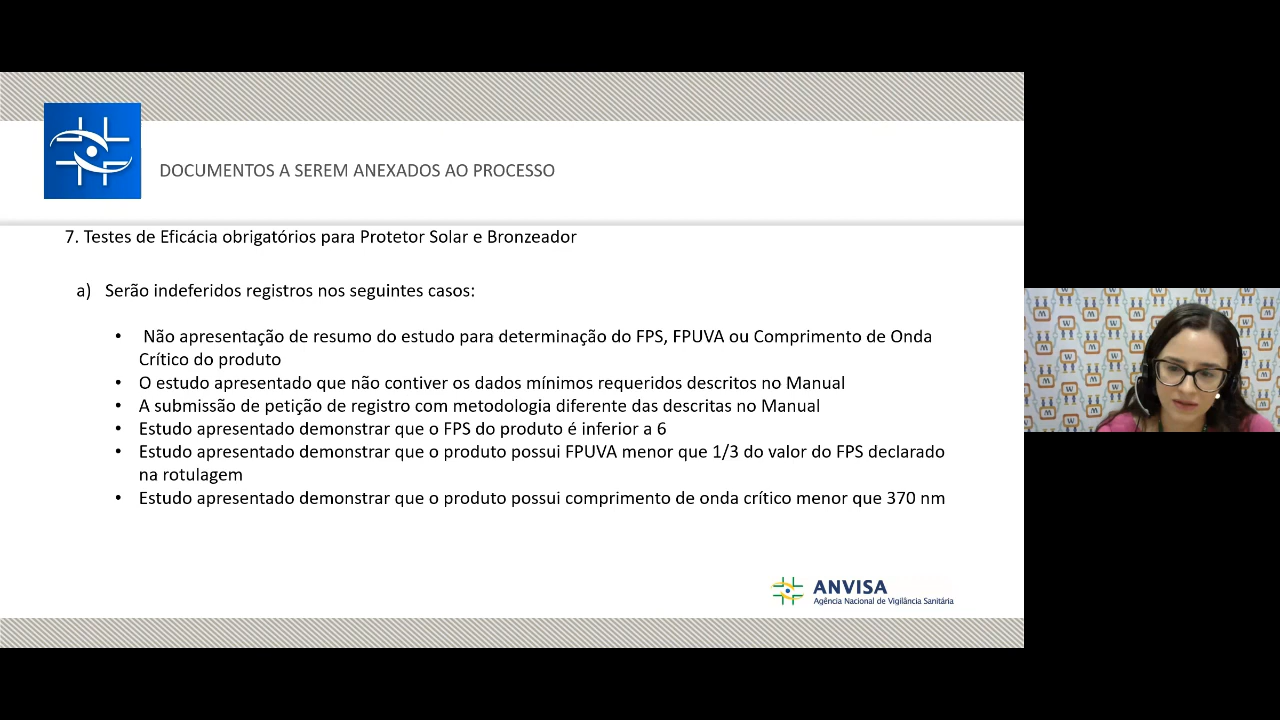 DOCUMENTOS A SEREM ANEXADOS AO PROCESSO
7. Testes de Eficácia obrigatórios para Protetor Solar e Bronzeador
a) Serão indeferidos registros nos seguintes casos:
• Não apresentação de resumo do estudo para determinação do FPS, FPUVA ou Comprimento de Onda
Crítico do produto
• O estudo apresentado que não contiver os dados mínimos requeridos descritos no Manual
• A submissão de petição de registro com metodologia diferente das descritas no Manual
• Estudo apresentado demonstrar que o FPS do produto é inferior a 6
• Estudo apresentado demonstrar que o produto possui FPUVA menor que 1/3 do valor do FPS declarado
na rotulagem
• Estudo apresentado demonstrar que o produto possui comprimento de onda crítico menor que 370 nm
ANVISA
Agência Nacional de Vigilância Sanitária